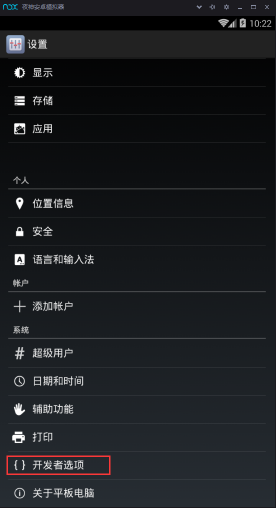 nox 夜神安卓模拟器
10:22
设置
显示
存储
应用
个人
位置信息
安全
A 语言和输入法
帐户
添加帐户
系统
# 超级用户
日期和时间
辅助功能
打印
{ } 开发者选项
关于平板电脑